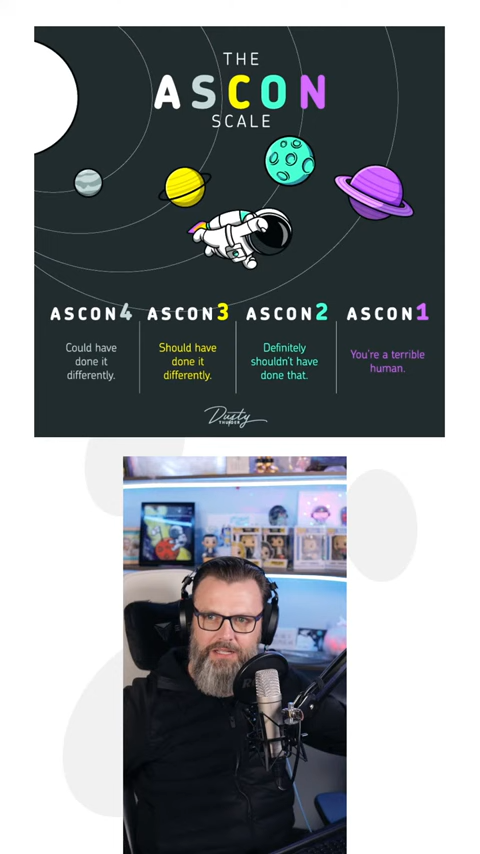 THE
ASCON
SCALE
ASCON4 ASCON3 ASCON2 ASCON1
Could have
done it
differently.
Should have
done it
differently.
Definitely
shouldn't have
done that.
You're a terrible
human.
Dusty
THUNDER